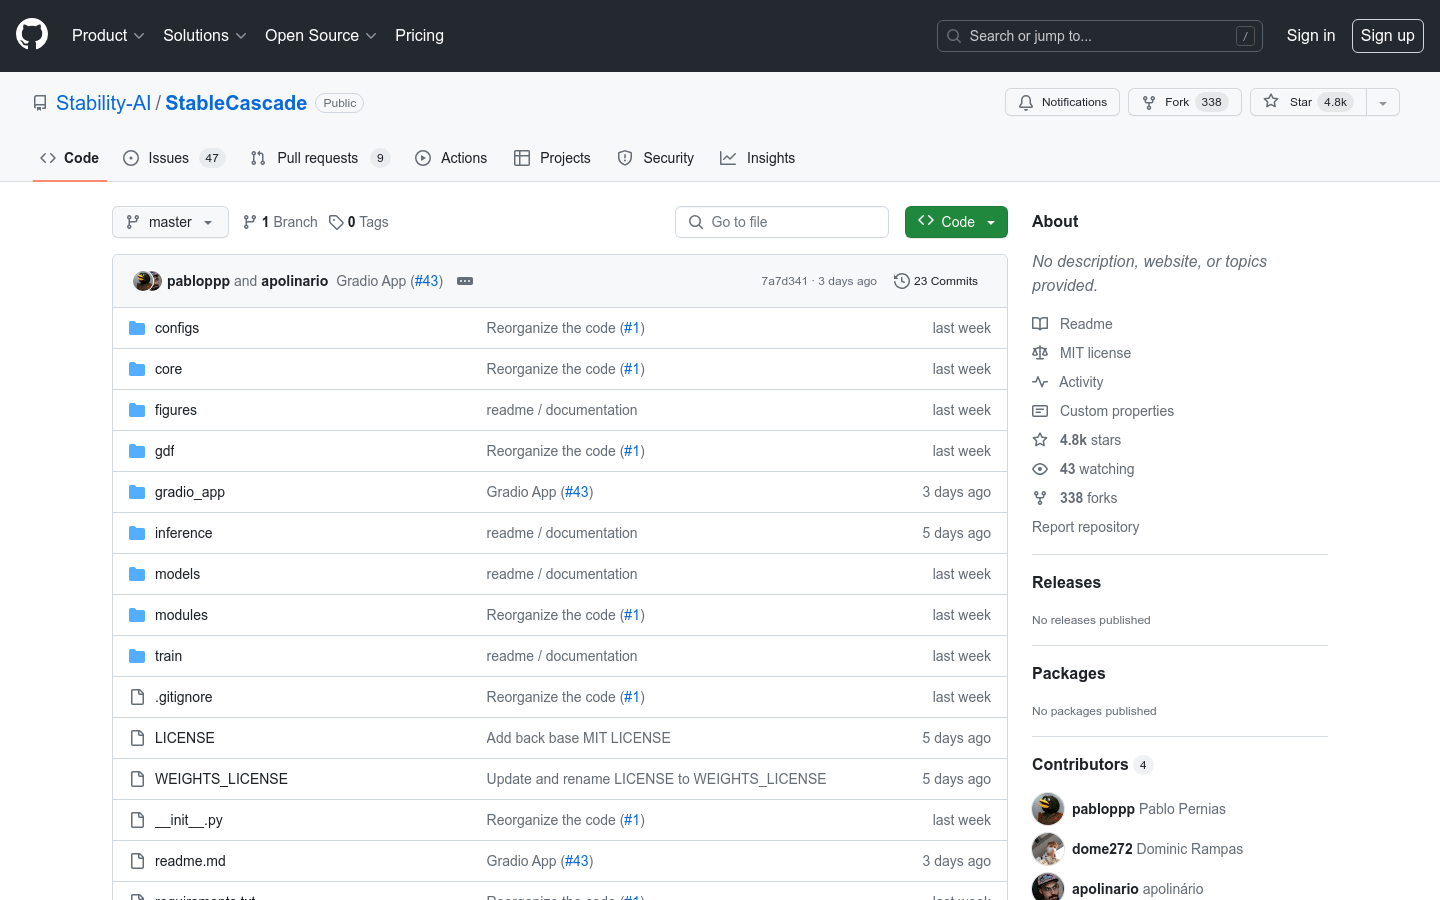 Product Solutions Open Source Pricing Search or jump to... / Sign in Sign up
Stability-AI / StableCascade Public Notifications Fork 338 Star 4.8k
Code Issues 47 Pull requests 9 Actions Projects Security Insights
master 1 Branch 0 Tags Go to file Code
pabloppp and apolinario Gradio App (#43) 7a7d341 · 3 days ago 23 Commits
configs Reorganize the code (#1) last week
core Reorganize the code (#1) last week
figures readme / documentation last week
gdf Reorganize the code (#1) last week
gradio_app Gradio App (#43) 3 days ago
inference readme / documentation 5 days ago
models readme / documentation last week
modules Reorganize the code (#1) last week
train readme / documentation last week
.gitignore Reorganize the code (#1) last week
LICENSE Add back base MIT LICENSE 5 days ago
WEIGHTS_LICENSE Update and rename LICENSE to WEIGHTS_LICENSE 5 days ago
__init__.py Reorganize the code (#1) last week
readme.md Gradio App (#43) 3 days ago
requirements.txt Reorganize the code (#1) last week
About
No description, website, or topics
provided.
Readme
MIT license
Activity
Custom properties
4.8k stars
43 watching
338 forks
Report repository
Releases
No releases published
Packages
No packages published
Contributors 4
pabloppp Pablo Pernias
dome272 Dominic Rampas
apolinario apolinário